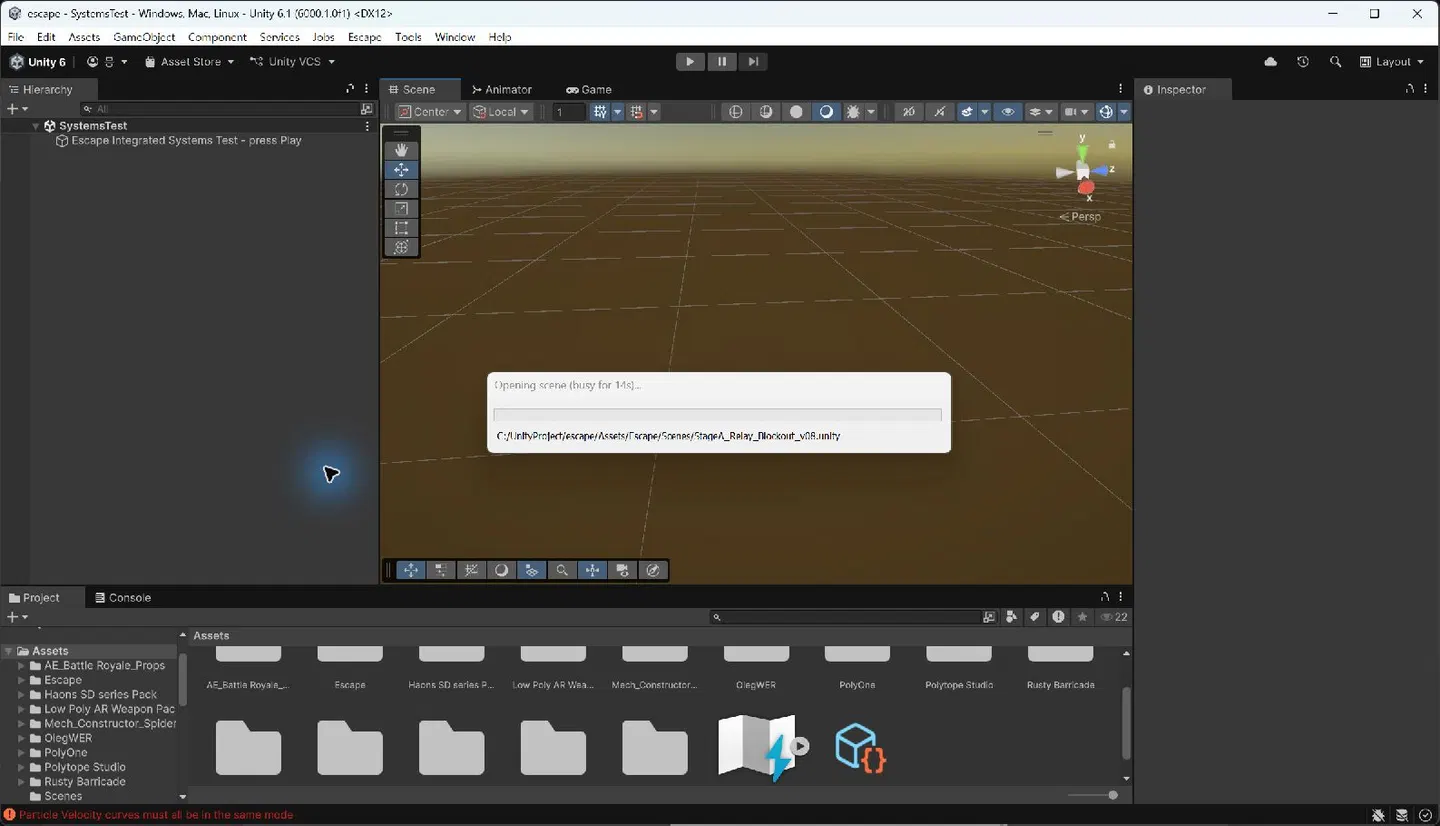 escape - SystemsTest - Windows, Mac, Linux - Unity 6.1 (6000.1.0f1) <DX12>
File Edit Assets GameObject Component Services Jobs Escape Tools Window Help
Unity 6 Asset Store Unity VCS Layout
Hierarchy Scene Animator Game Inspector
All Center Local 1 2D
SystemsTest
Escape Integrated Systems Test - press Play
y
z
x
Persp
Opening scene (busy for 14s)...
C:/UnityProject/escape/Assets/Escape/Scenes/StageA_Relay_Blockout_v08.unity
Project Console
22
Assets
Assets
AE_Battle Royale_Props
Escape
Haons SD series Pack
Low Poly AR Weapon Pac
Mech_Constructor_Spider
OlegWER
PolyOne
Polytope Studio
Rusty Barricade
Scenes
AE_Battle Royale_... Escape Haons SD series P... Low Poly AR Wea... Mech_Constructor... OlegWER PolyOne Polytope Studio Rusty Barricade
Particle Velocity curves must all be in the same mode